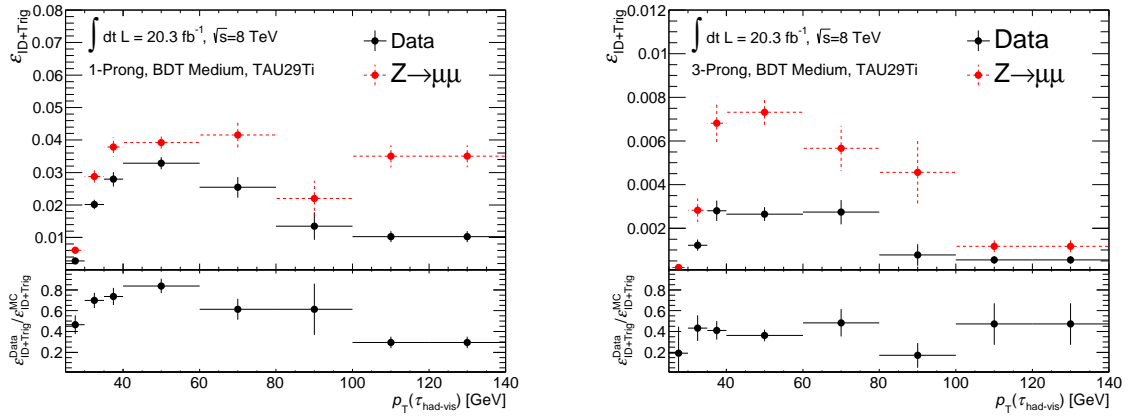 ε_ID+Trig
0.08
0.07
0.06
0.05
0.04
0.03
0.02
0.01
∫ dt L = 20.3 fb⁻¹, √s=8 TeV
1-Prong, BDT Medium, TAU29Ti
Data
Z→μμ
ε^Data_ID+Trig/ε^MC_ID+Trig
0.8
0.6
0.4
0.2
40 60 80 100 120 140
p_T(τ_had-vis) [GeV]
ε_ID+Trig
0.012
0.010
0.008
0.006
0.004
0.002
∫ dt L = 20.3 fb⁻¹, √s=8 TeV
3-Prong, BDT Medium, TAU29Ti
Data
Z→μμ
ε^Data_ID+Trig/ε^MC_ID+Trig
0.8
0.6
0.4
0.2
40 60 80 100 120 140
p_T(τ_had-vis) [GeV]